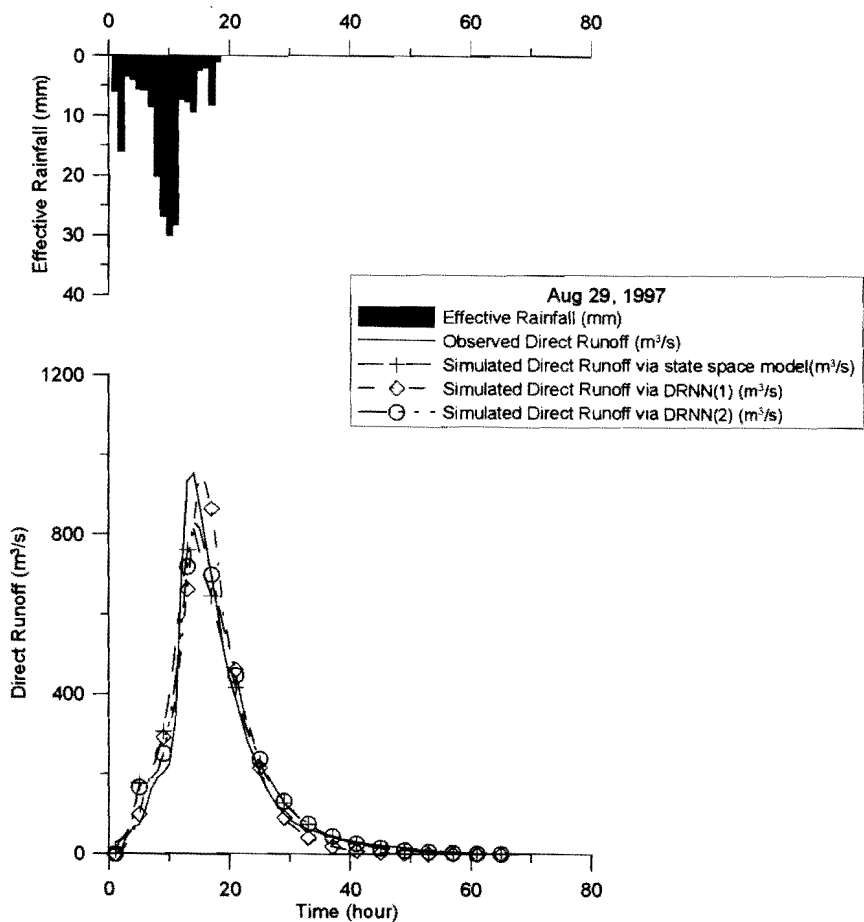 0 20 40 60 80
0
10
20
30
40
Effective Rainfall (mm)
Aug 29, 1997
Effective Rainfall (mm)
Observed Direct Runoff (m³/s)
Simulated Direct Runoff via state space model(m³/s)
Simulated Direct Runoff via DRNN(1) (m³/s)
Simulated Direct Runoff via DRNN(2) (m³/s)
1200
800
400
0
Direct Runoff (m³/s)
0 20 40 60 80
Time (hour)